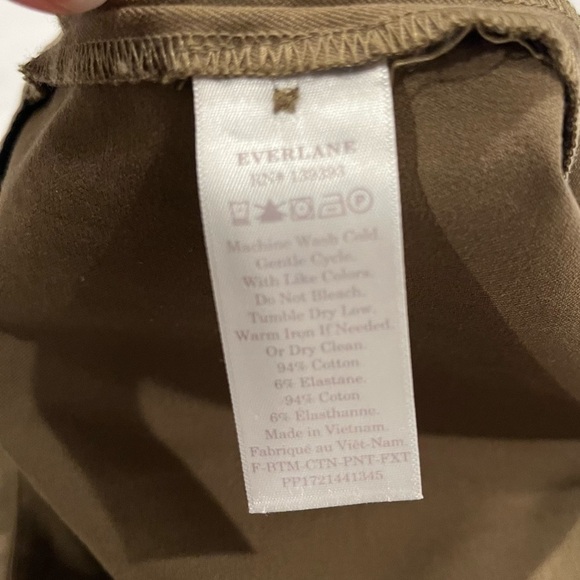 EVERLANE
RN# 139393
Machine Wash Cold
Gentle Cycle.
With Like Colors.
Do Not Bleach.
Tumble Dry Low.
Warm Iron If Needed.
Or Dry Clean.
94% Cotton
6% Elastane.
94% Coton
6% Elasthanne.
Made in Vietnam.
Fabriqué au Việt-Nam.
F-BTM-CTN-PNT-FXT
PP1721441345